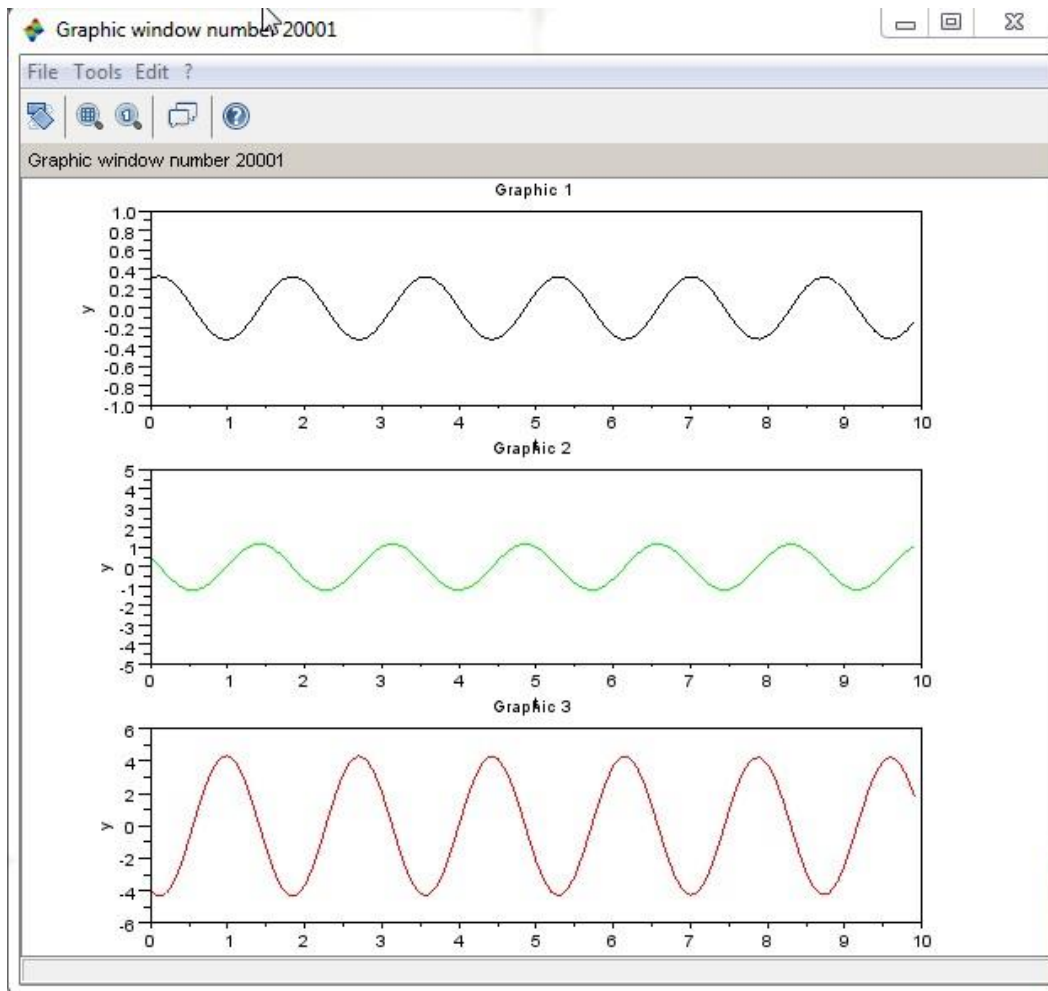 Graphic window number 20001
File Tools Edit ?
Graphic window number 20001
Graphic 1
1.0
0.8
0.6
0.4
0.2
0.0
-0.2
-0.4
-0.6
-0.8
-1.0
y
0 1 2 3 4 5 6 7 8 9 10
t
Graphic 2
5
4
3
2
1
0
-1
-2
-3
-4
-5
y
0 1 2 3 4 5 6 7 8 9 10
t
Graphic 3
6
4
2
0
-2
-4
-6
y
0 1 2 3 4 5 6 7 8 9 10